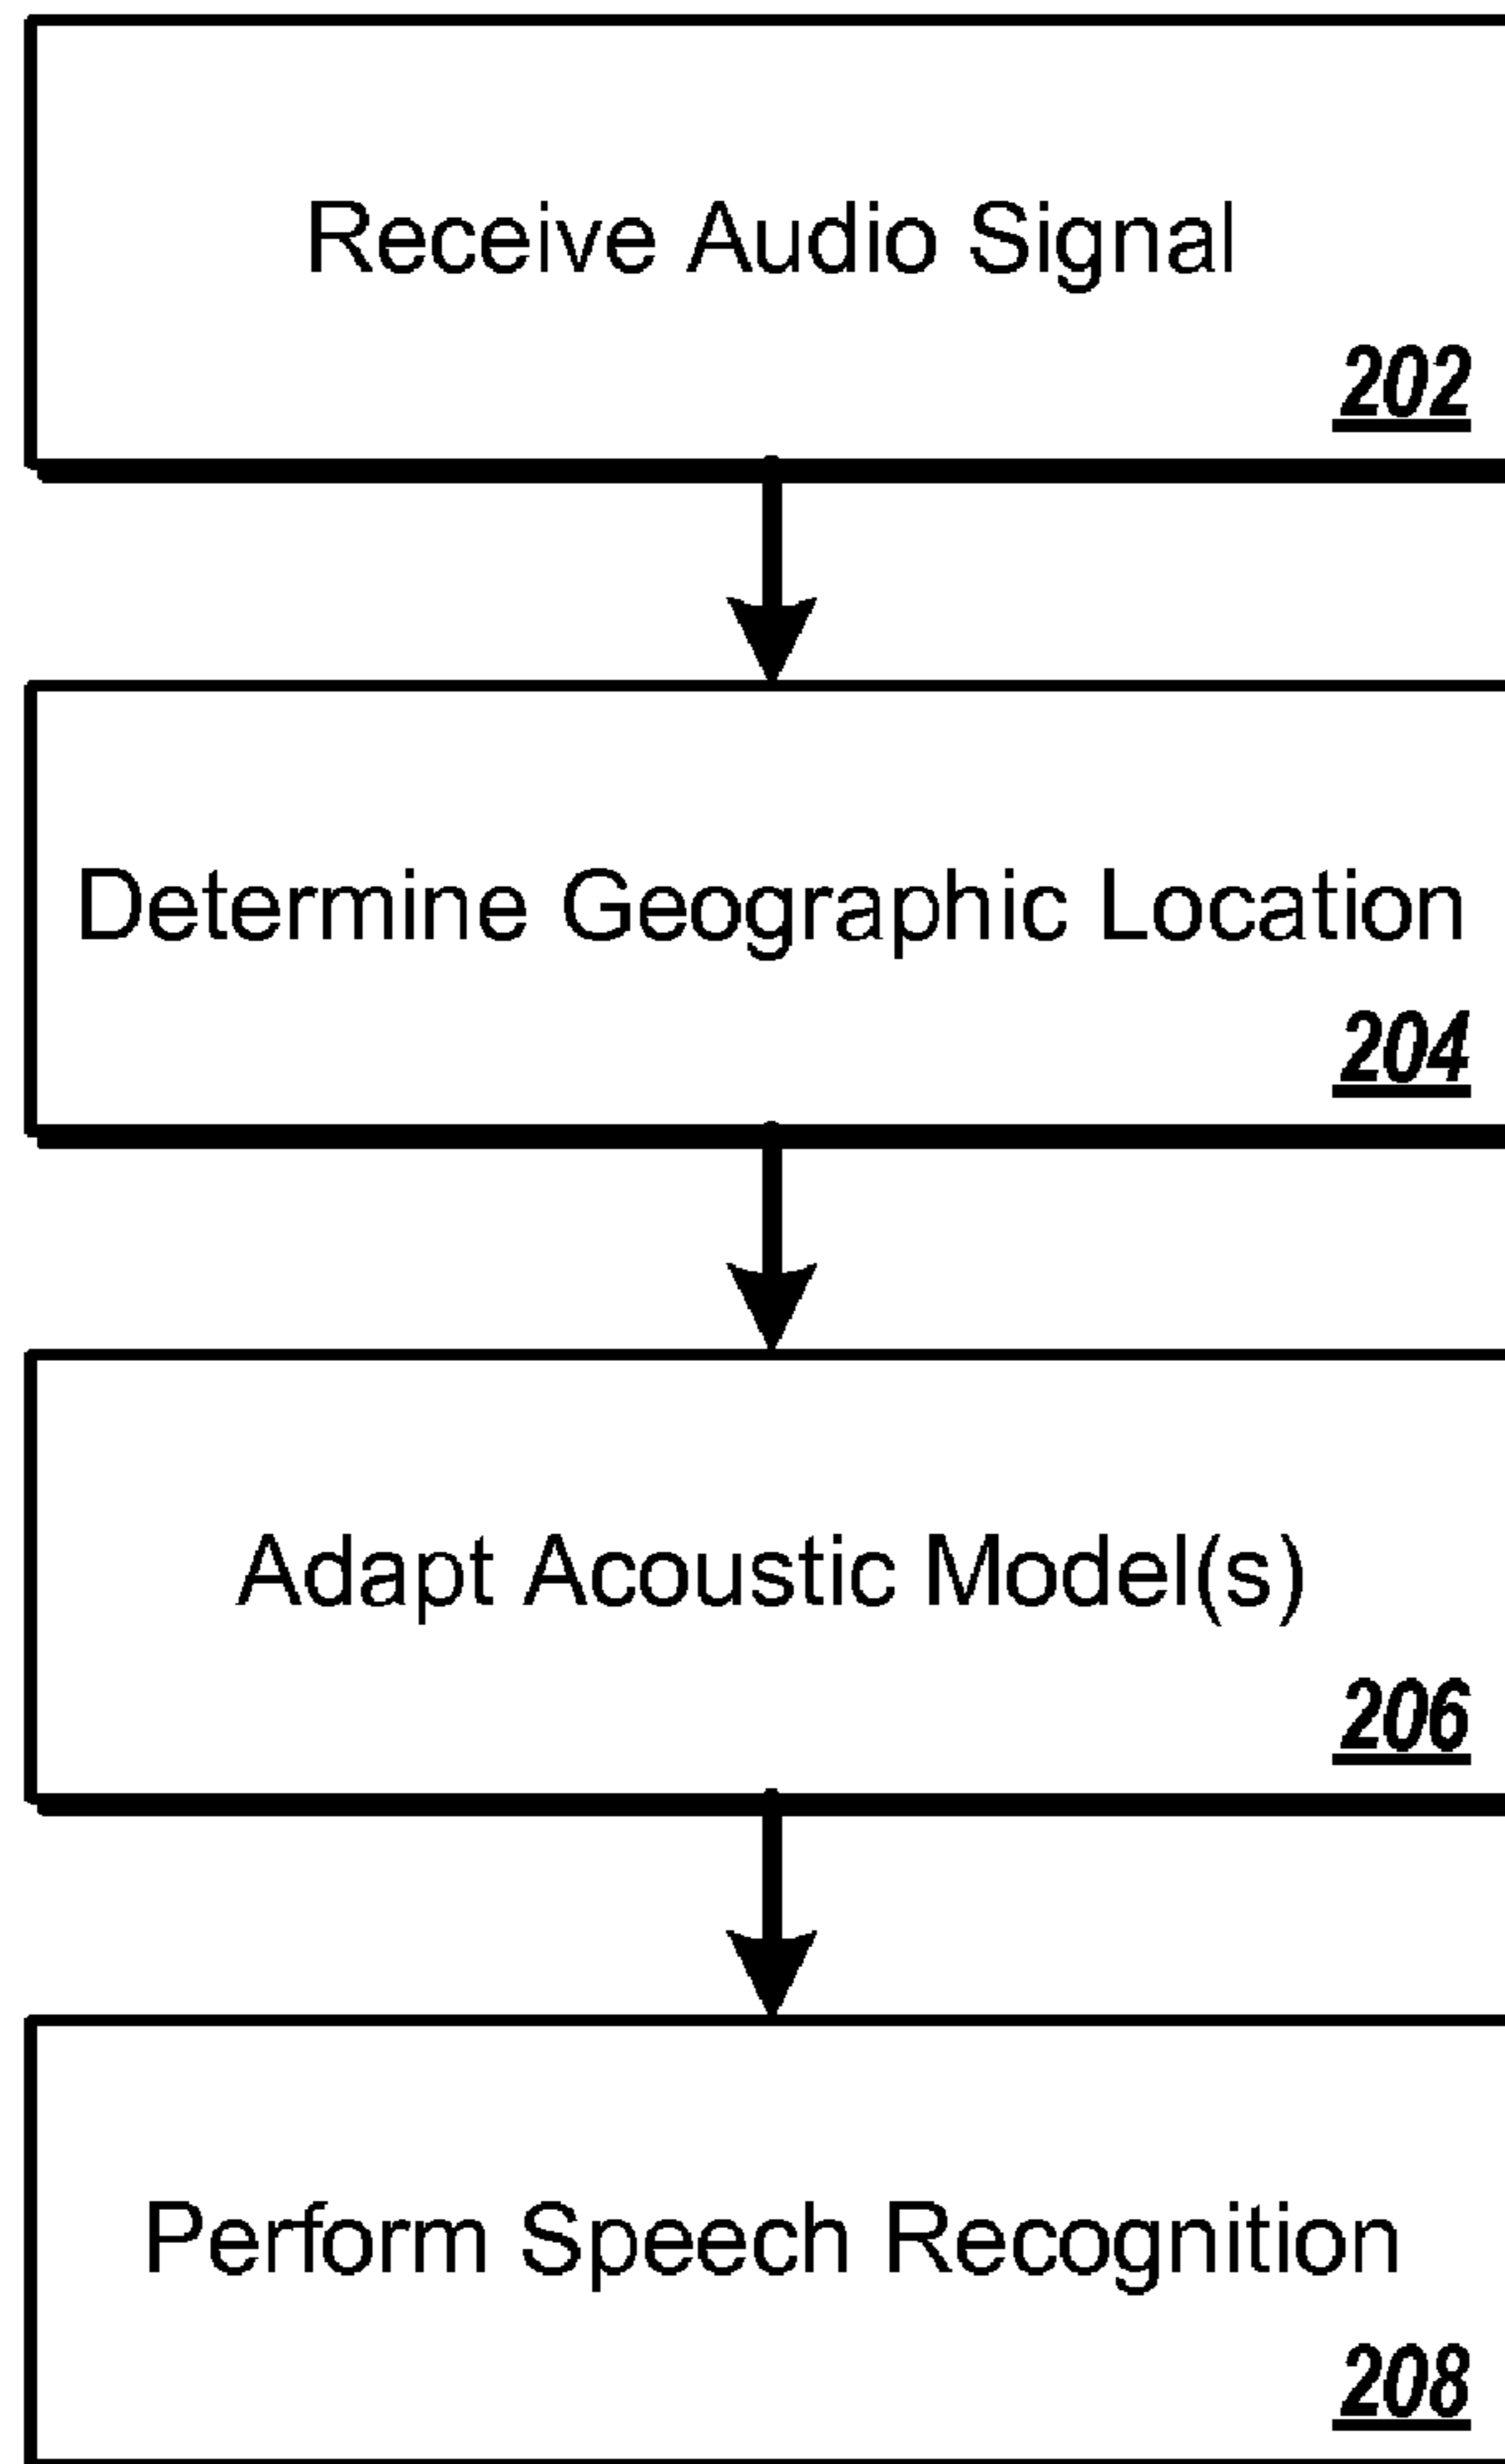 Receive Audio Signal
202
Determine Geographic Location
204
Adapt Acoustic Model(s)
206
Perform Speech Recognition
208